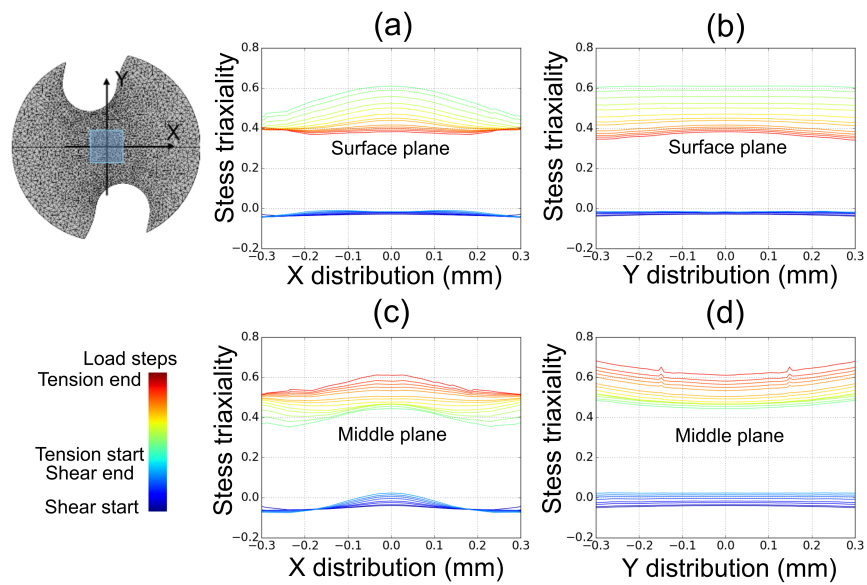 (a)
(b)
Y
X
Stess triaxiality
0.8
0.6
0.4
0.2
0.0
−0.2
Surface plane
−0.3 −0.2 −0.1 0.0 0.1 0.2 0.3
X distribution (mm)
Stess triaxiality
0.8
0.6
0.4
0.2
0.0
−0.2
Surface plane
−0.3 −0.2 −0.1 0.0 0.1 0.2 0.3
Y distribution (mm)
(c)
(d)
Load steps
Tension end
Tension start
Shear end
Shear start
Stess triaxiality
0.8
0.6
0.4
0.2
0.0
−0.2
Middle plane
−0.3 −0.2 −0.1 0.0 0.1 0.2 0.3
X distribution (mm)
Stess triaxiality
0.8
0.6
0.4
0.2
0.0
−0.2
Middle plane
−0.3 −0.2 −0.1 0.0 0.1 0.2 0.3
Y distribution (mm)